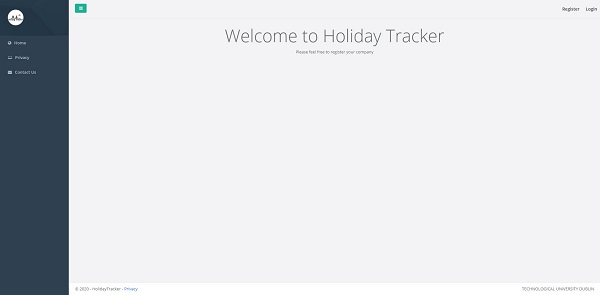 Register Login
Home
Privacy
Contact Us
Welcome to Holiday Tracker
Please feel free to register your company
© 2020 - HolidayTracker - Privacy
TECHNOLOGICAL UNIVERSITY DUBLIN